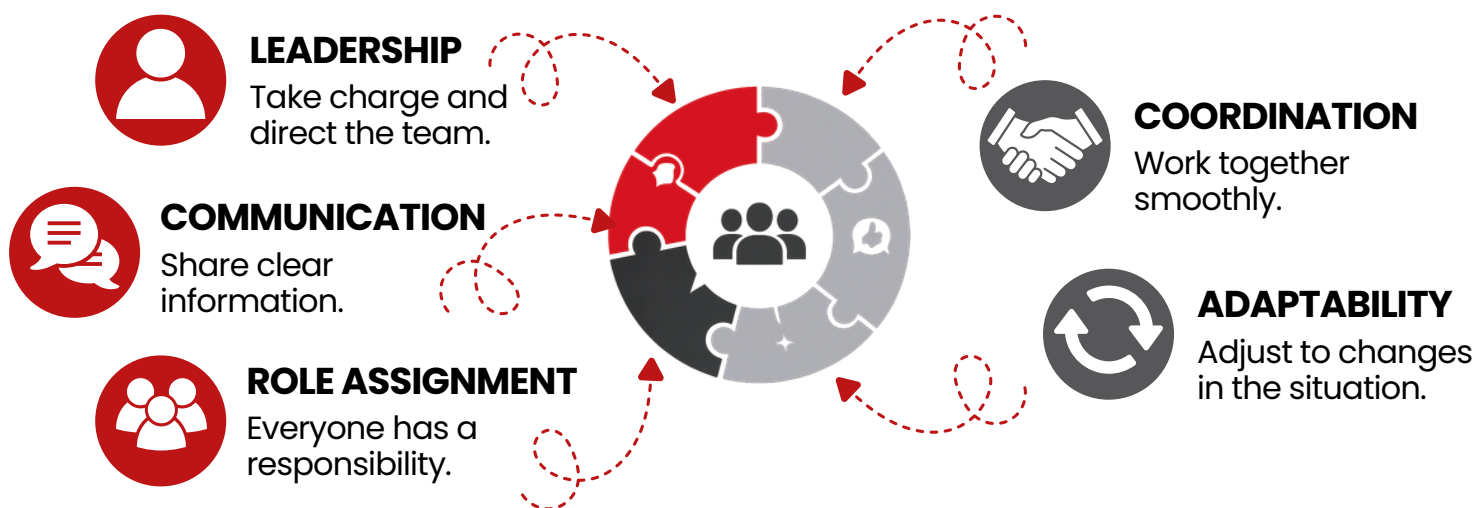 LEADERSHIP
Take charge and
direct the team.
COMMUNICATION
Share clear
information.
ROLE ASSIGNMENT
Everyone has a
responsibility.
COORDINATION
Work together
smoothly.
ADAPTABILITY
Adjust to changes
in the situation.